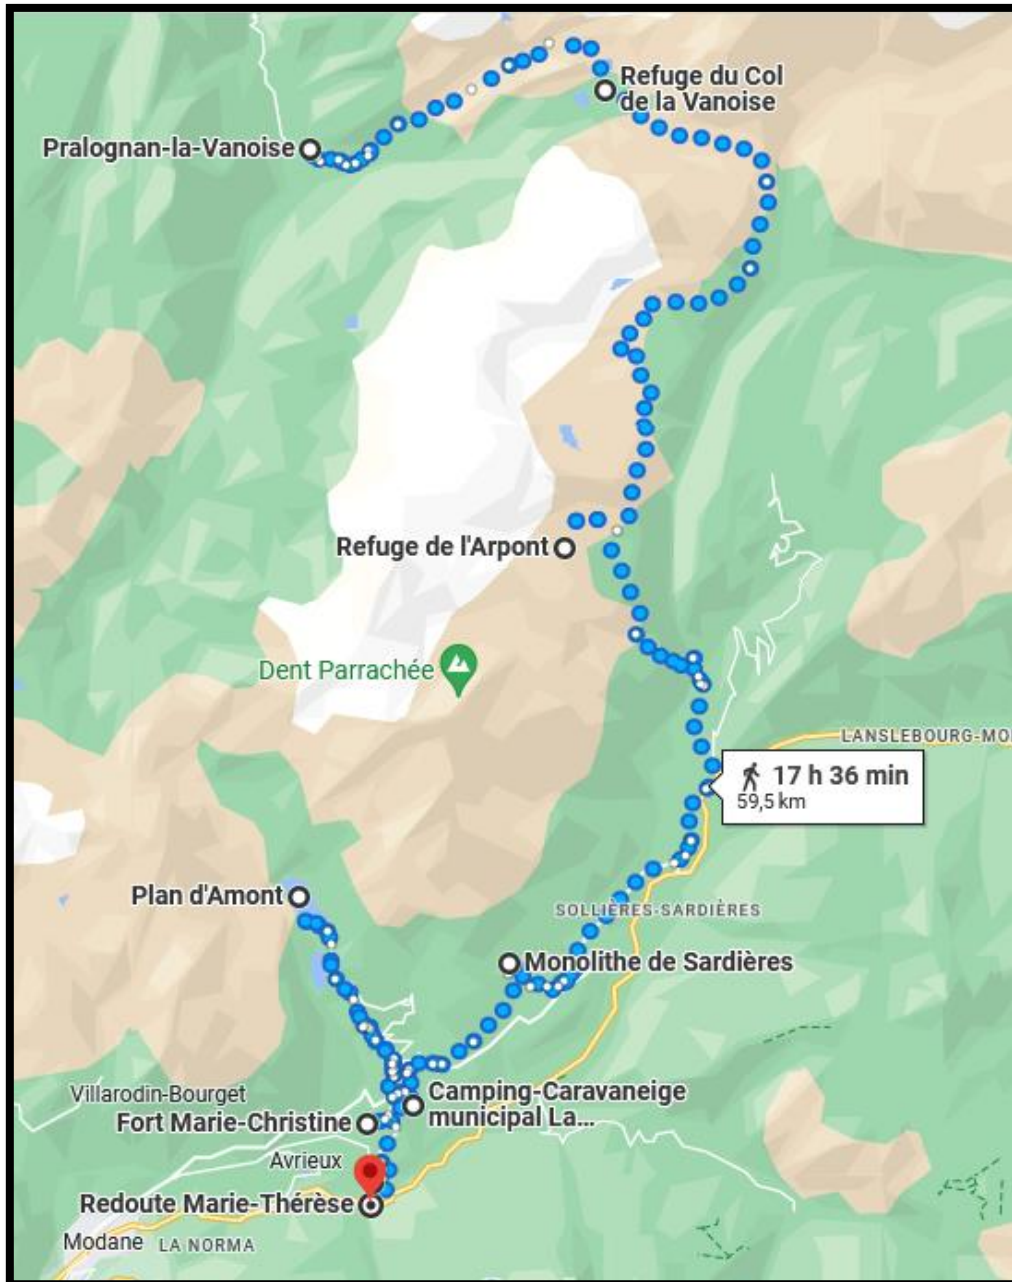 Refuge du Col
de la Vanoise
Pralognan-la-Vanoise
Refuge de l'Arpont
Dent Parrachée
LANSLEBOURG-MO
17 h 36 min
59,5 km
Plan d'Amont
SOLLIÈRES-SARDIÈRES
Monolithe de Sardières
Villarodin-Bourget
Camping-Caravaneige
municipal La...
Fort Marie-Christine
Avrieux
Redoute Marie-Thérèse
Modane
LA NORMA